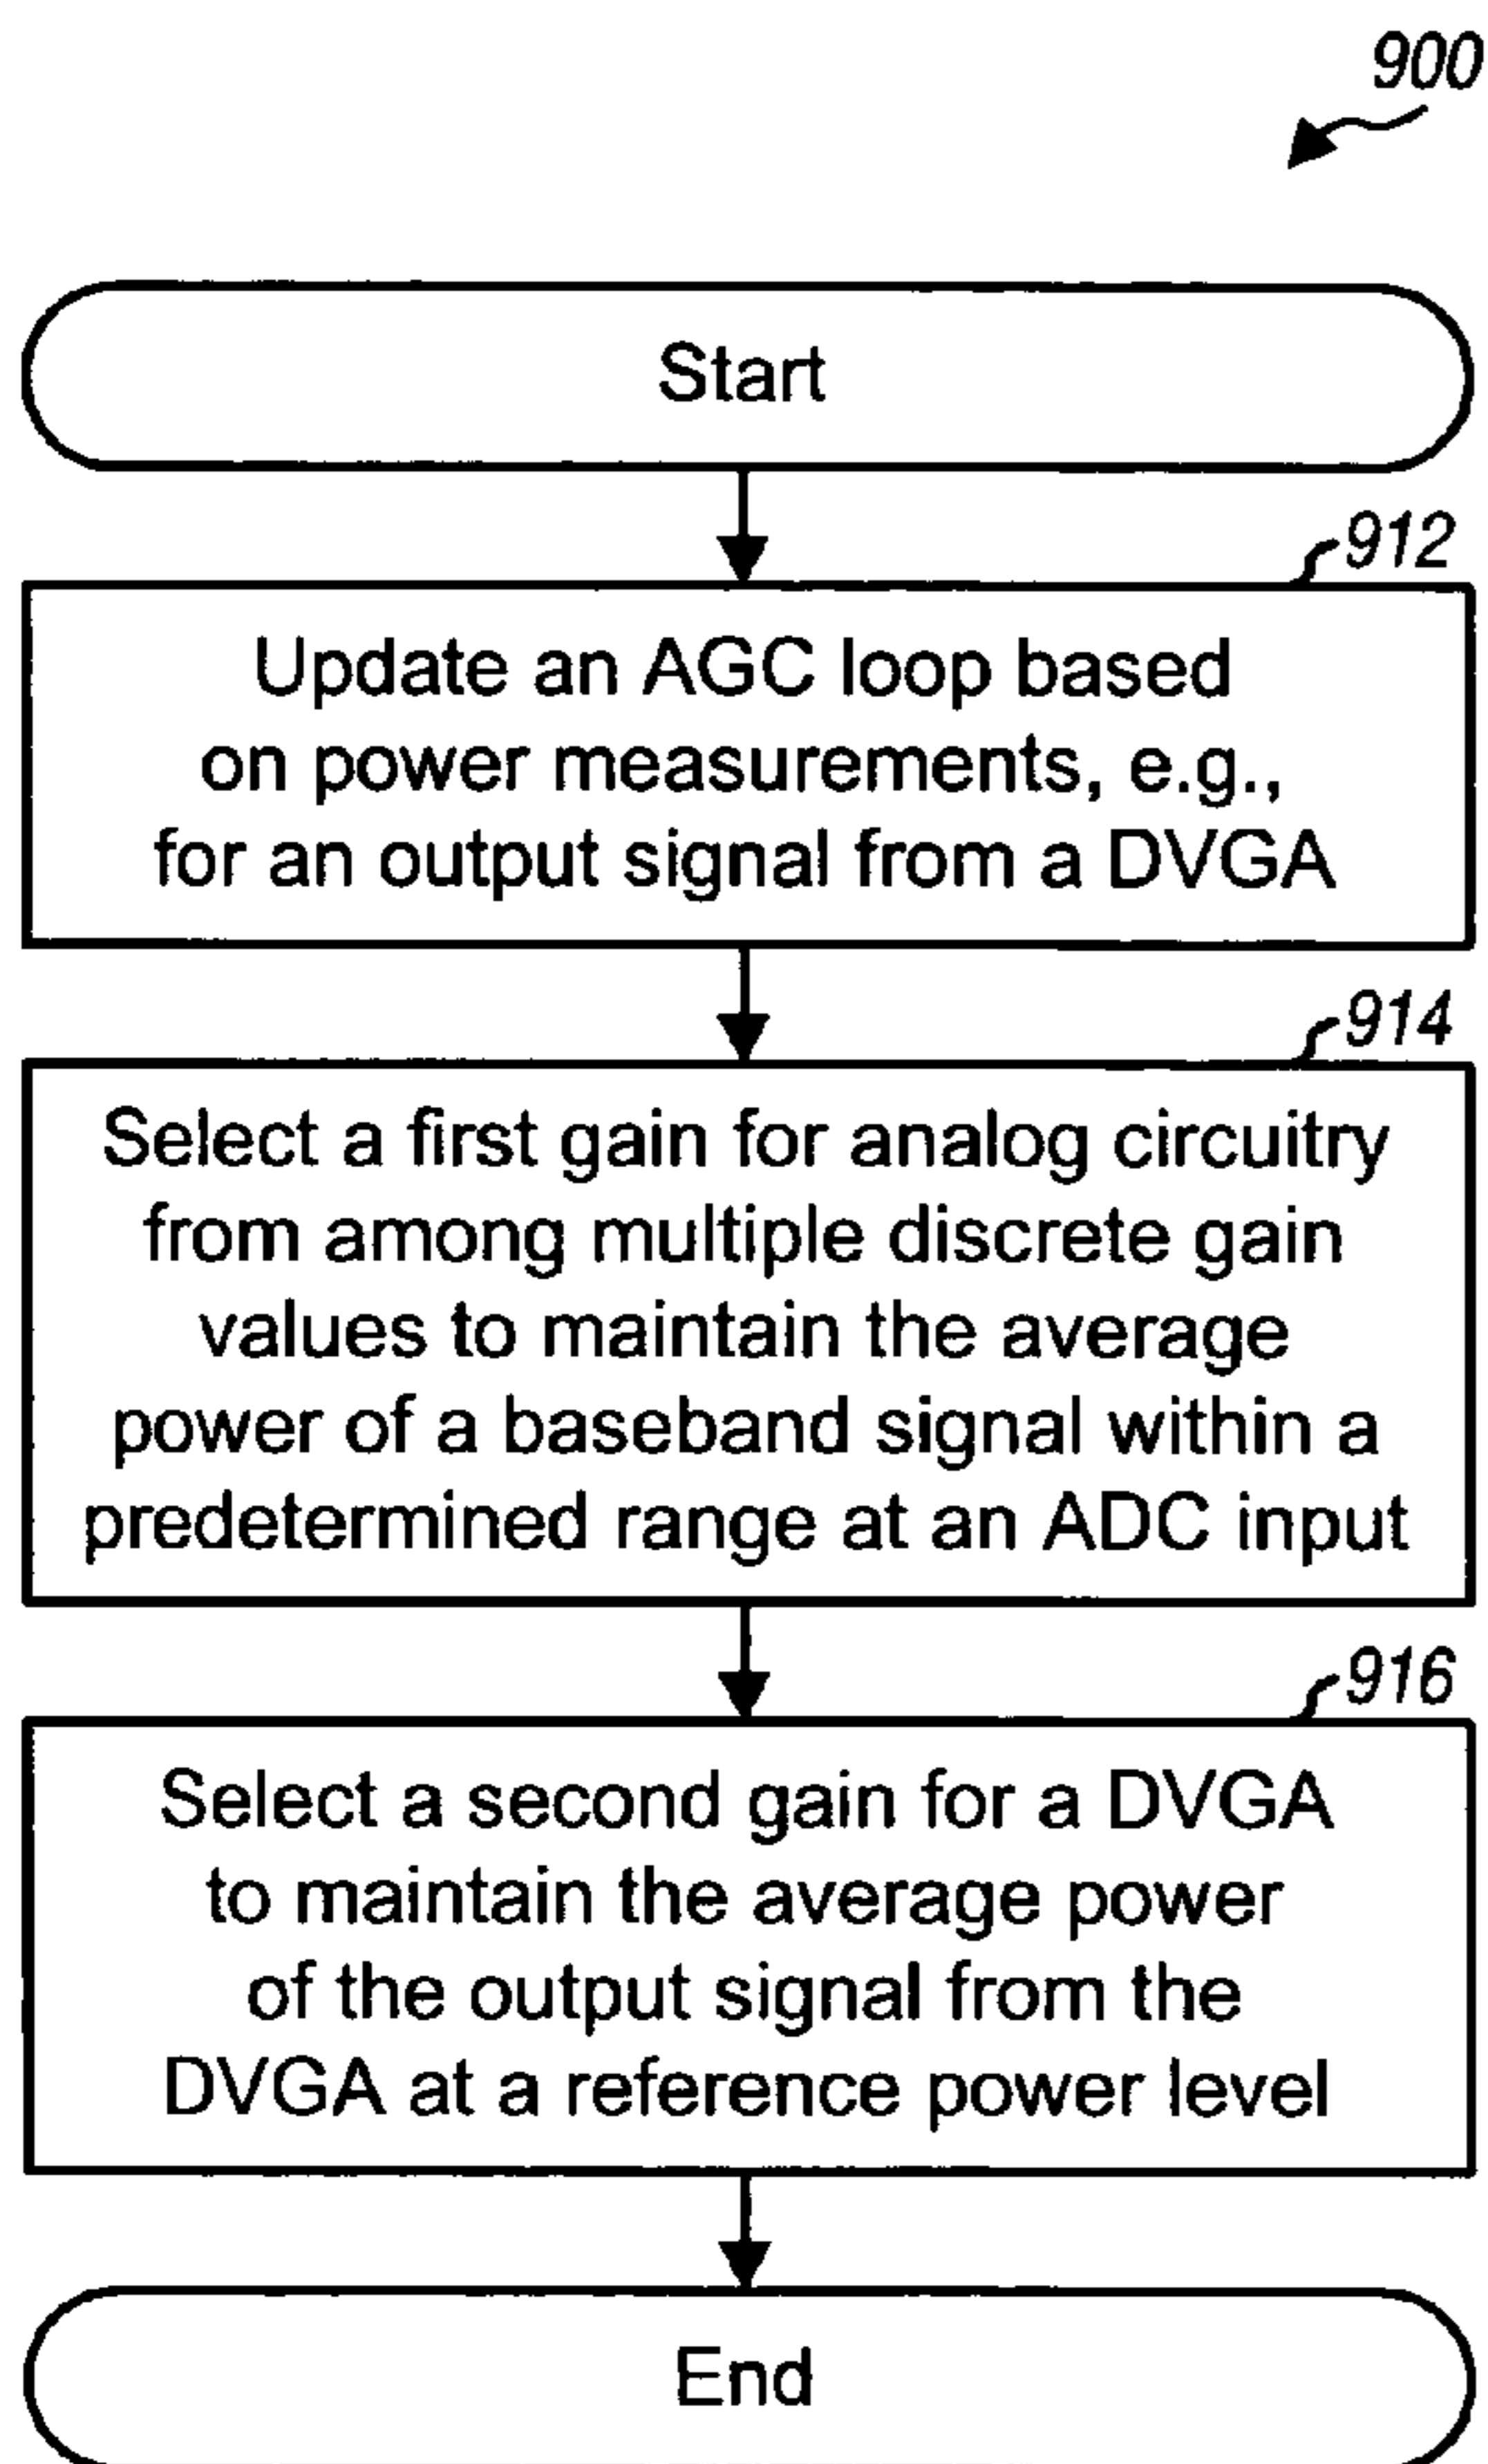 900
Start
912
Update an AGC loop based
on power measurements, e.g.,
for an output signal from a DVGA
914
Select a first gain for analog circuitry
from among multiple discrete gain
values to maintain the average
power of a baseband signal within a
predetermined range at an ADC input
916
Select a second gain for a DVGA
to maintain the average power
of the output signal from the
DVGA at a reference power level
End